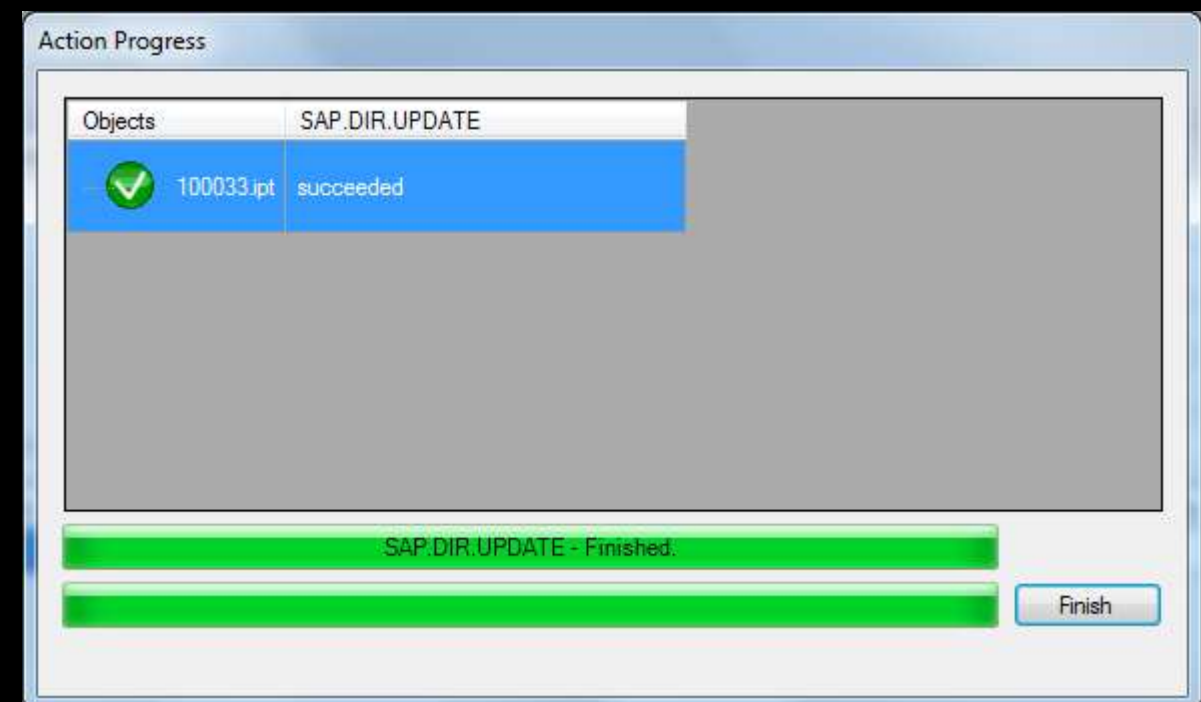 Action Progress
Objects SAP.DIR.UPDATE
100033.ipt succeeded
SAP.DIR.UPDATE - Finished.
Finish